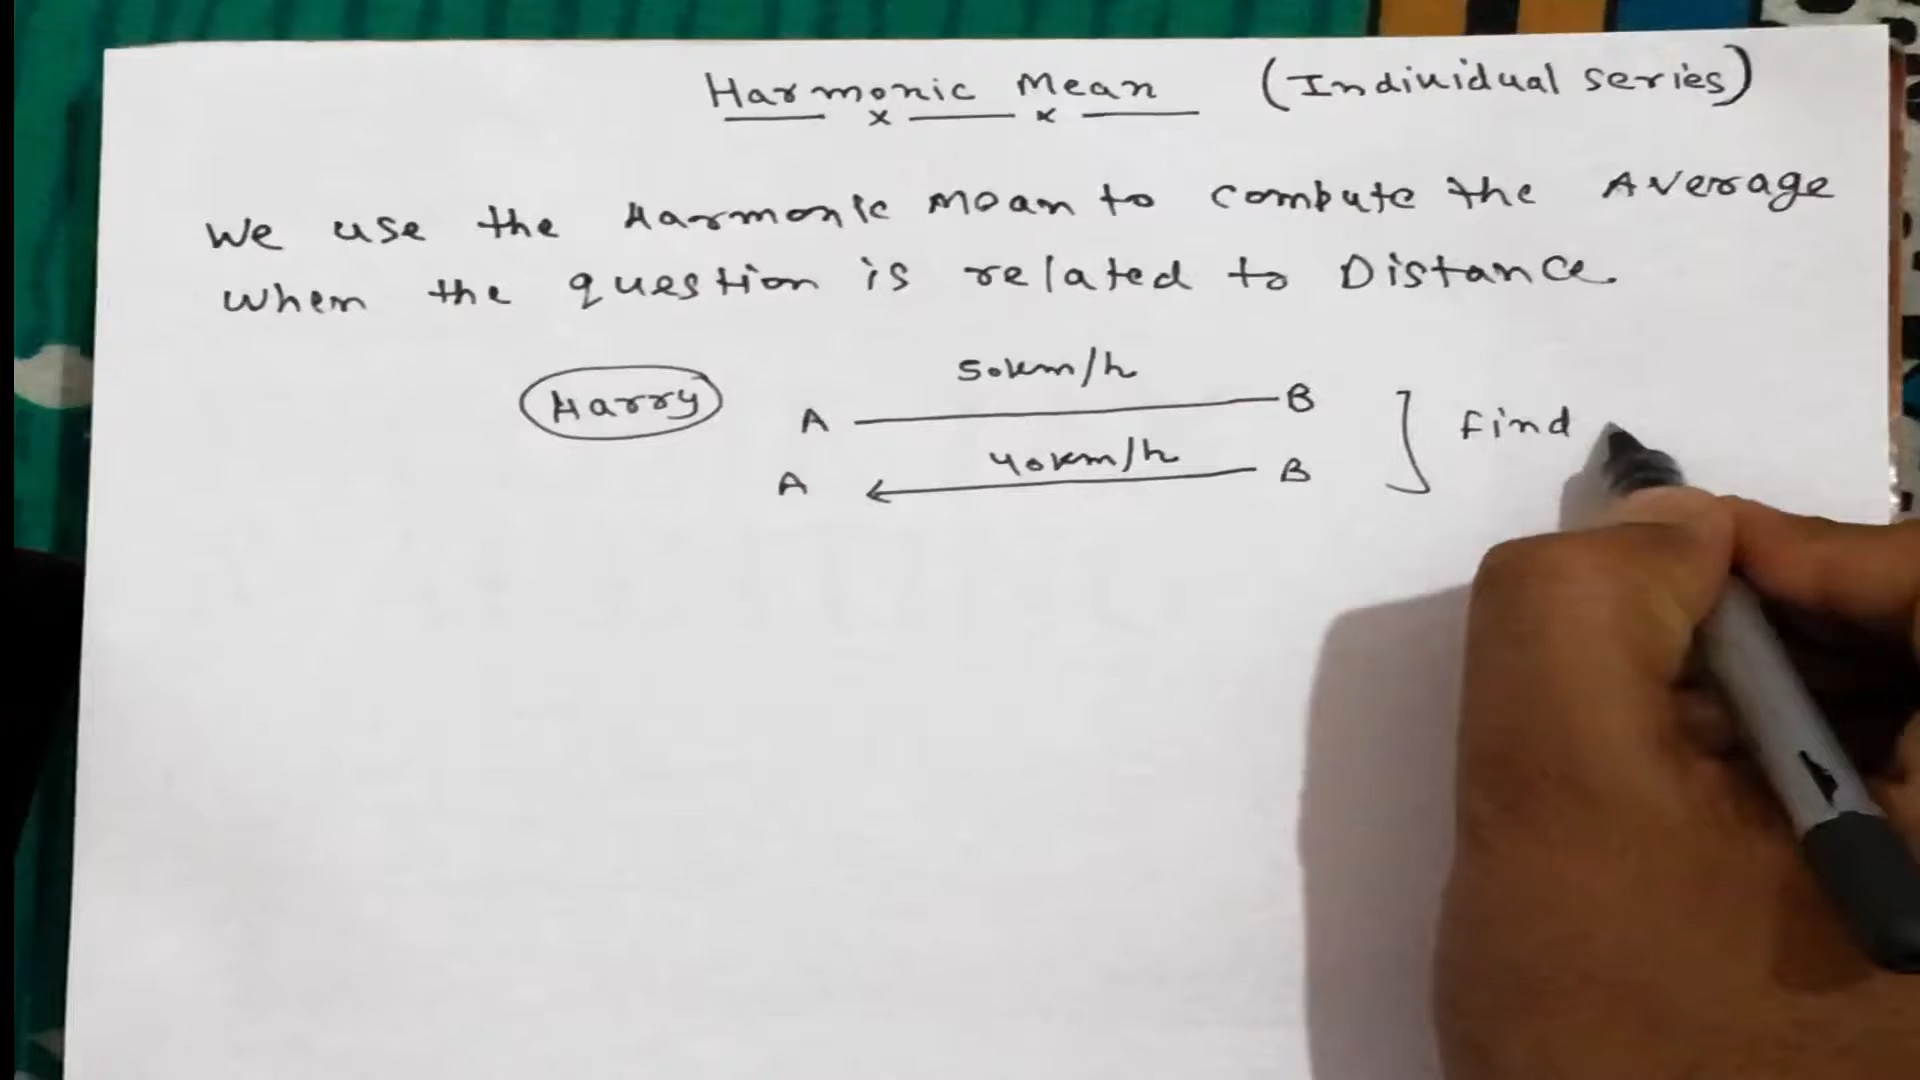 Harmonic Mean (Individual series)
We use the Harmonic Mean to compute the Average
when the question is related to Distance.
Harry A 50km/h B ] find
A 40km/h B